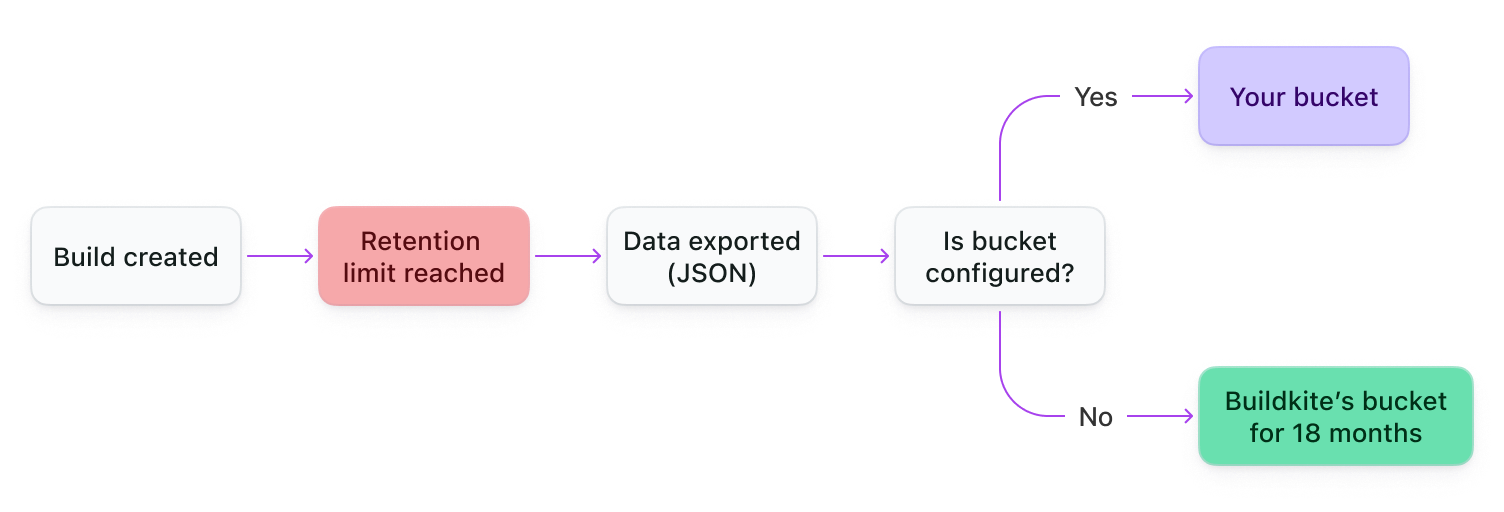 Build created
Retention
limit reached
Data exported
(JSON)
Is bucket
configured?
Yes
Your bucket
No
Buildkite’s bucket
for 18 months